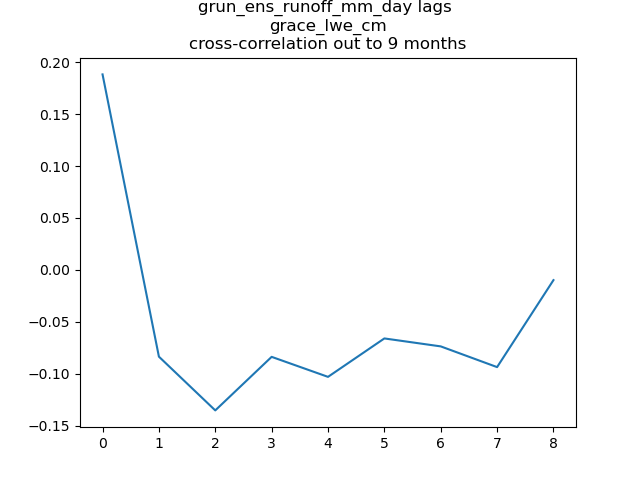 grun_ens_runoff_mm_day lags
grace_lwe_cm
cross-correlation out to 9 months
0.20
0.15
0.10
0.05
0.00
−0.05
−0.10
−0.15
0 1 2 3 4 5 6 7 8